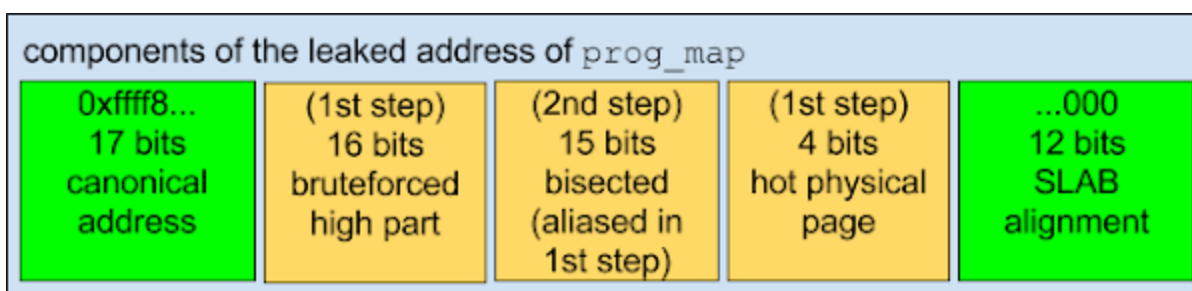 components of the leaked address of prog_map
0xffff8...
17 bits
canonical
address
(1st step)
16 bits
bruteforced
high part
(2nd step)
15 bits
bisected
(aliased in
1st step)
(1st step)
4 bits
hot physical
page
...000
12 bits
SLAB
alignment